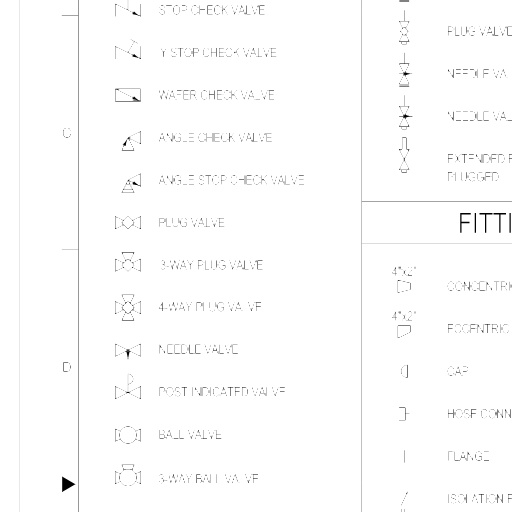 STOP CHECK VALVE
Y STOP CHECK VALVE
WAFER CHECK VALVE
C
ANGLE CHECK VALVE
ANGLE STOP CHECK VALVE
PLUG VALVE
3-WAY PLUG VALVE
4-WAY PLUG VALVE
NEEDLE VALVE
D
POST INDICATED VALVE
BALL VALVE
3-WAY BALL VALVE
PLUG VALVE
NEEDLE VA
NEEDLE VAL
EXTENDED
PLUGGED
FITTI
4"x2"
CONCENTRI
4"x2"
ECCENTRIC
CAP
HOSE CONN
FLANGE
ISOLATION